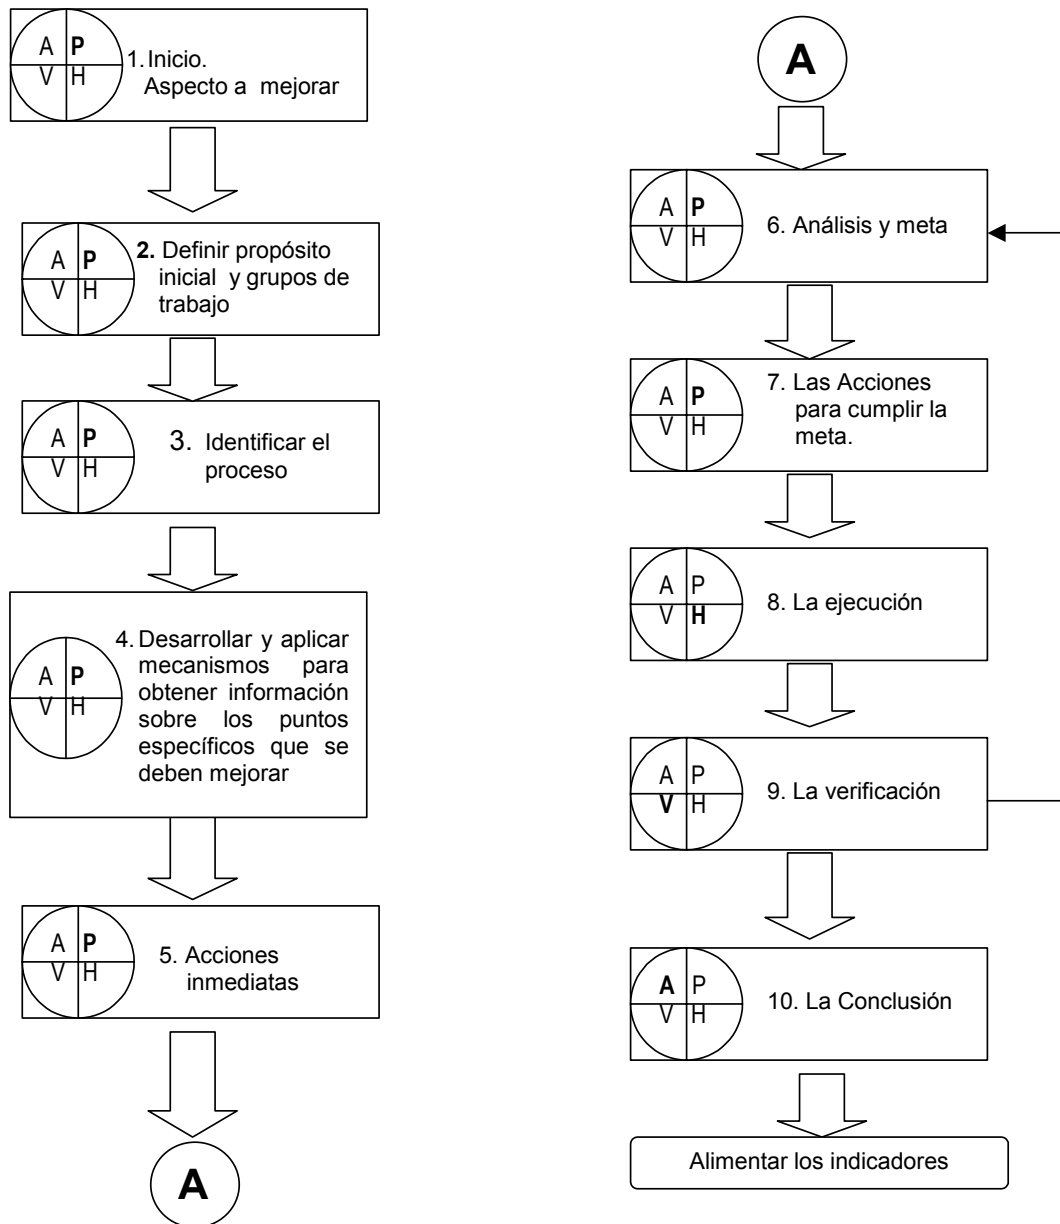 A P
V H
1. Inicio.
Aspecto a mejorar
A P
V H
2. Definir propósito
inicial y grupos de
trabajo
A P
V H
3. Identificar el
proceso
A P
V H
4. Desarrollar y aplicar
mecanismos para
obtener información
sobre los puntos
específicos que se
deben mejorar
A P
V H
5. Acciones
inmediatas
A
A
A P
V H
6. Análisis y meta
A P
V H
7. Las Acciones
para cumplir la
meta.
A P
V H
8. La ejecución
A P
V H
9. La verificación
A P
V H
10. La Conclusión
Alimentar los indicadores